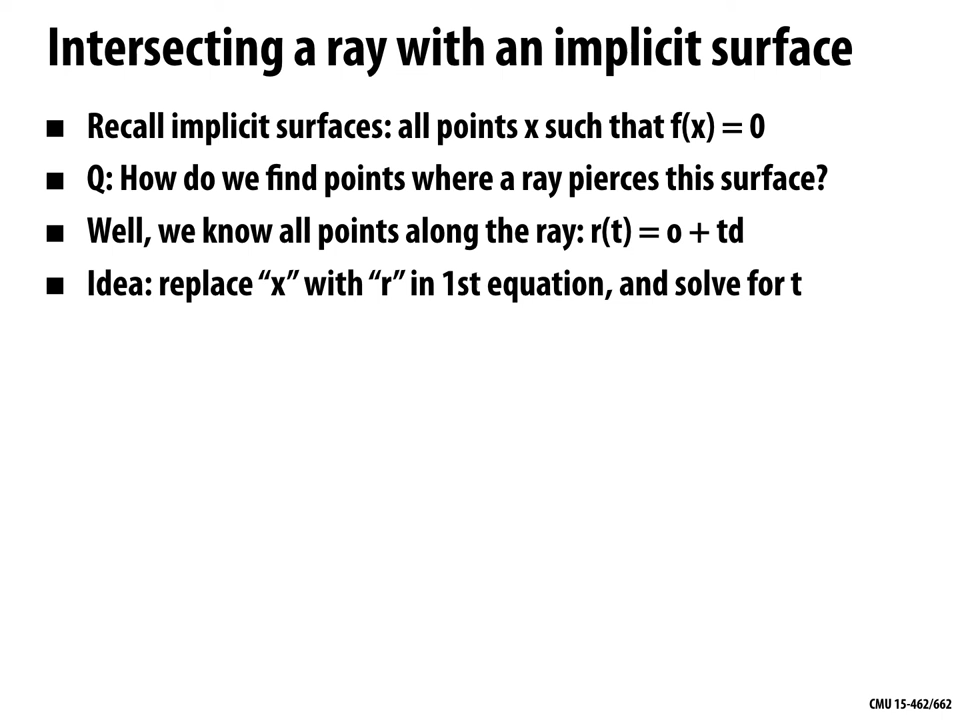 Intersecting a ray with an implicit surface
■ Recall implicit surfaces: all points x such that f(x) = 0
■ Q: How do we find points where a ray pierces this surface?
■ Well, we know all points along the ray: r(t) = o + td
■ Idea: replace “x” with “r” in 1st equation, and solve for t
CMU 15-462/662